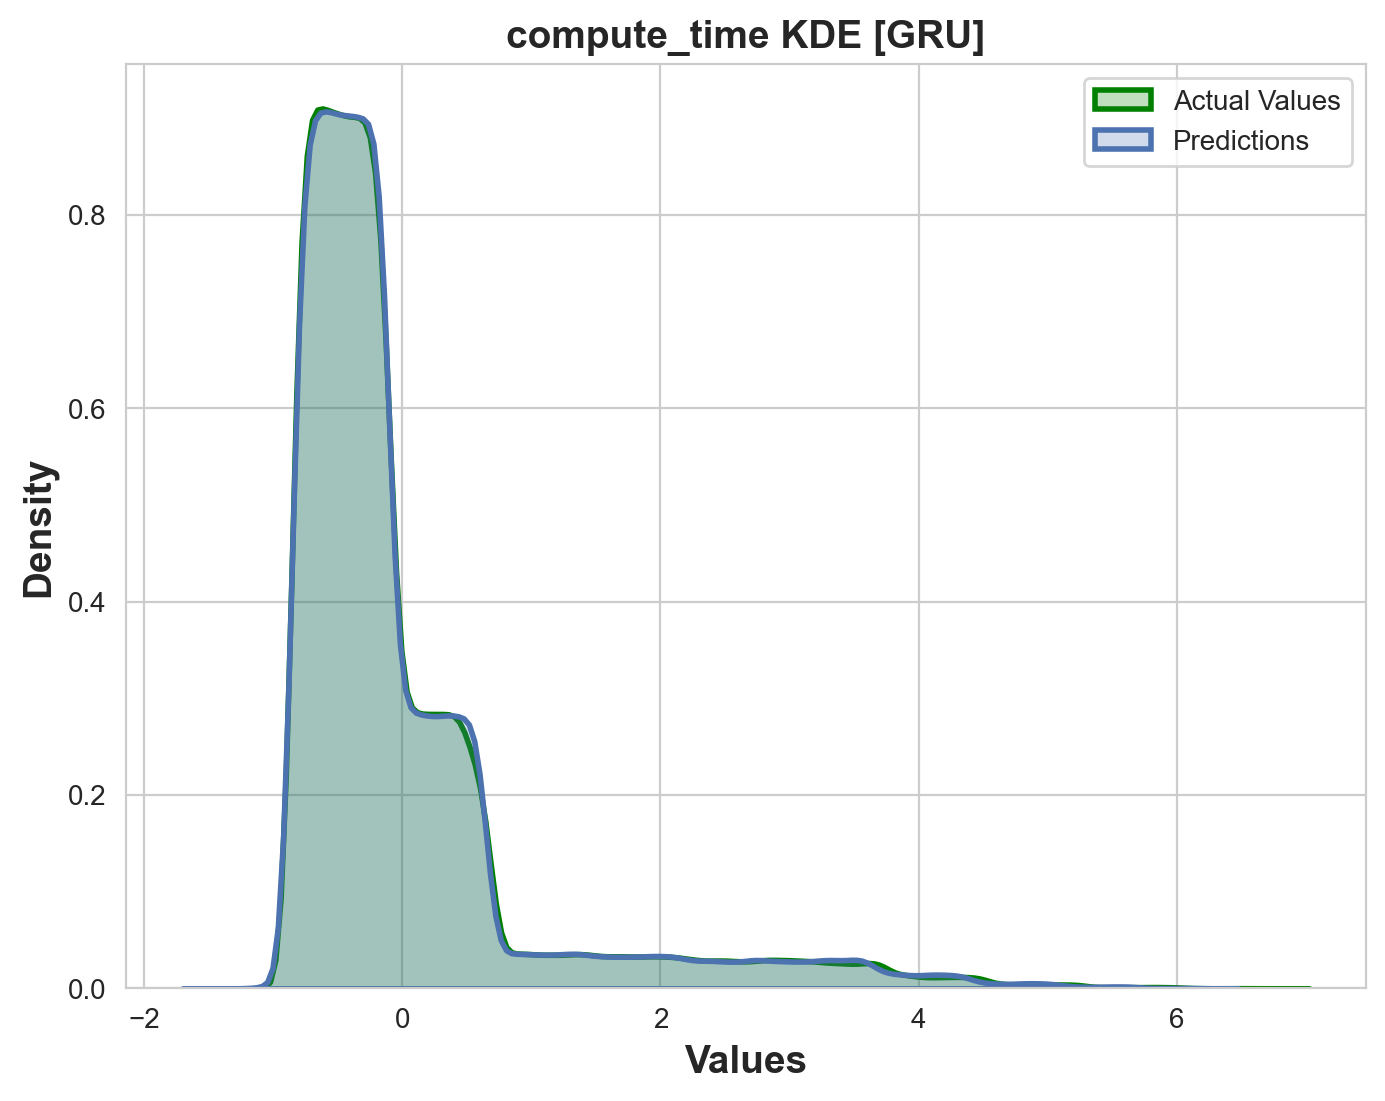 compute_time KDE [GRU]
Actual Values
Predictions
Density
0.8
0.6
0.4
0.2
0.0
−2 0 2 4 6
Values